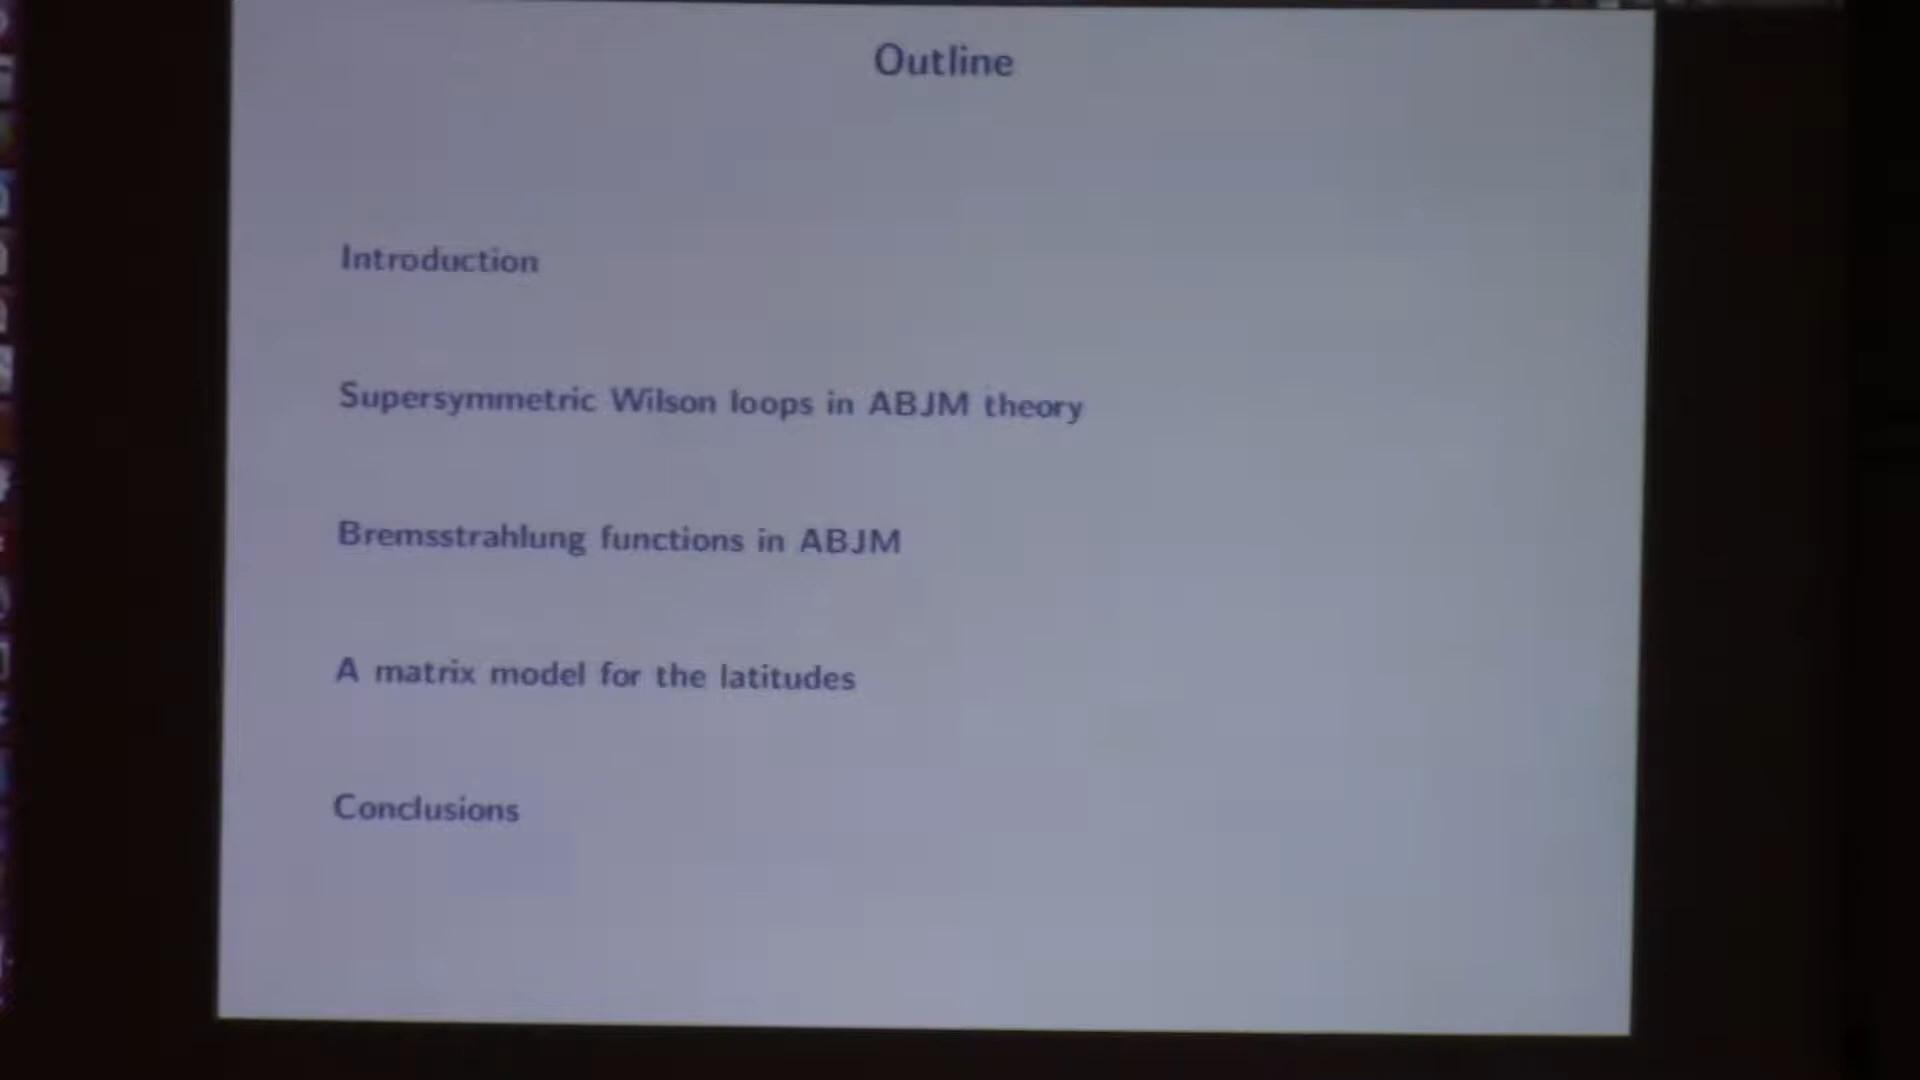 Outline
Introduction
Supersymmetric Wilson loops in ABJM theory
Bremsstrahlung functions in ABJM
A matrix model for the latitudes
Conclusions